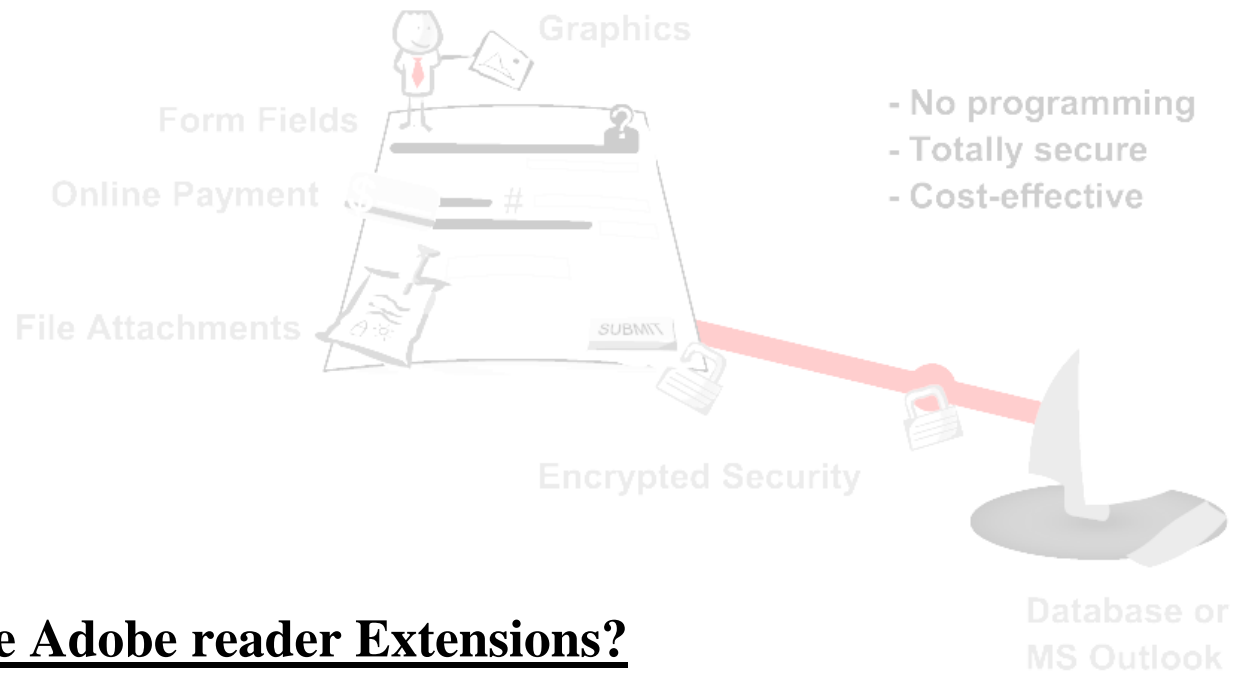 Graphics
Form Fields
- No programming
- Totally secure
- Cost-effective
Online Payment
#
File Attachments
SUBMIT
Encrypted Security
Database or
MS Outlook
e Adobe reader Extensions?